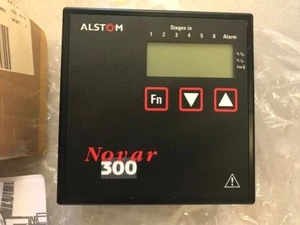 ALSTOM
Stages in
1 2 3 4 5 6 Alarm
Fn
Novar
300